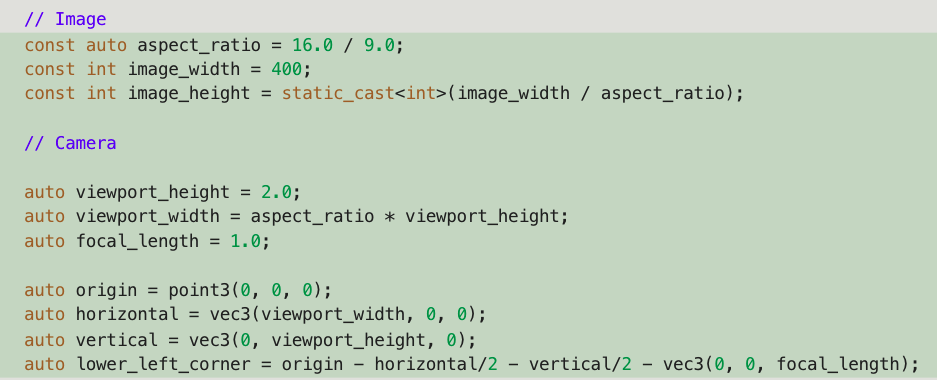 // Image
const auto aspect_ratio = 16.0 / 9.0;
const int image_width = 400;
const int image_height = static_cast<int>(image_width / aspect_ratio);
// Camera
auto viewport_height = 2.0;
auto viewport_width = aspect_ratio * viewport_height;
auto focal_length = 1.0;
auto origin = point3(0, 0, 0);
auto horizontal = vec3(viewport_width, 0, 0);
auto vertical = vec3(0, viewport_height, 0);
auto lower_left_corner = origin - horizontal/2 - vertical/2 - vec3(0, 0, focal_length);